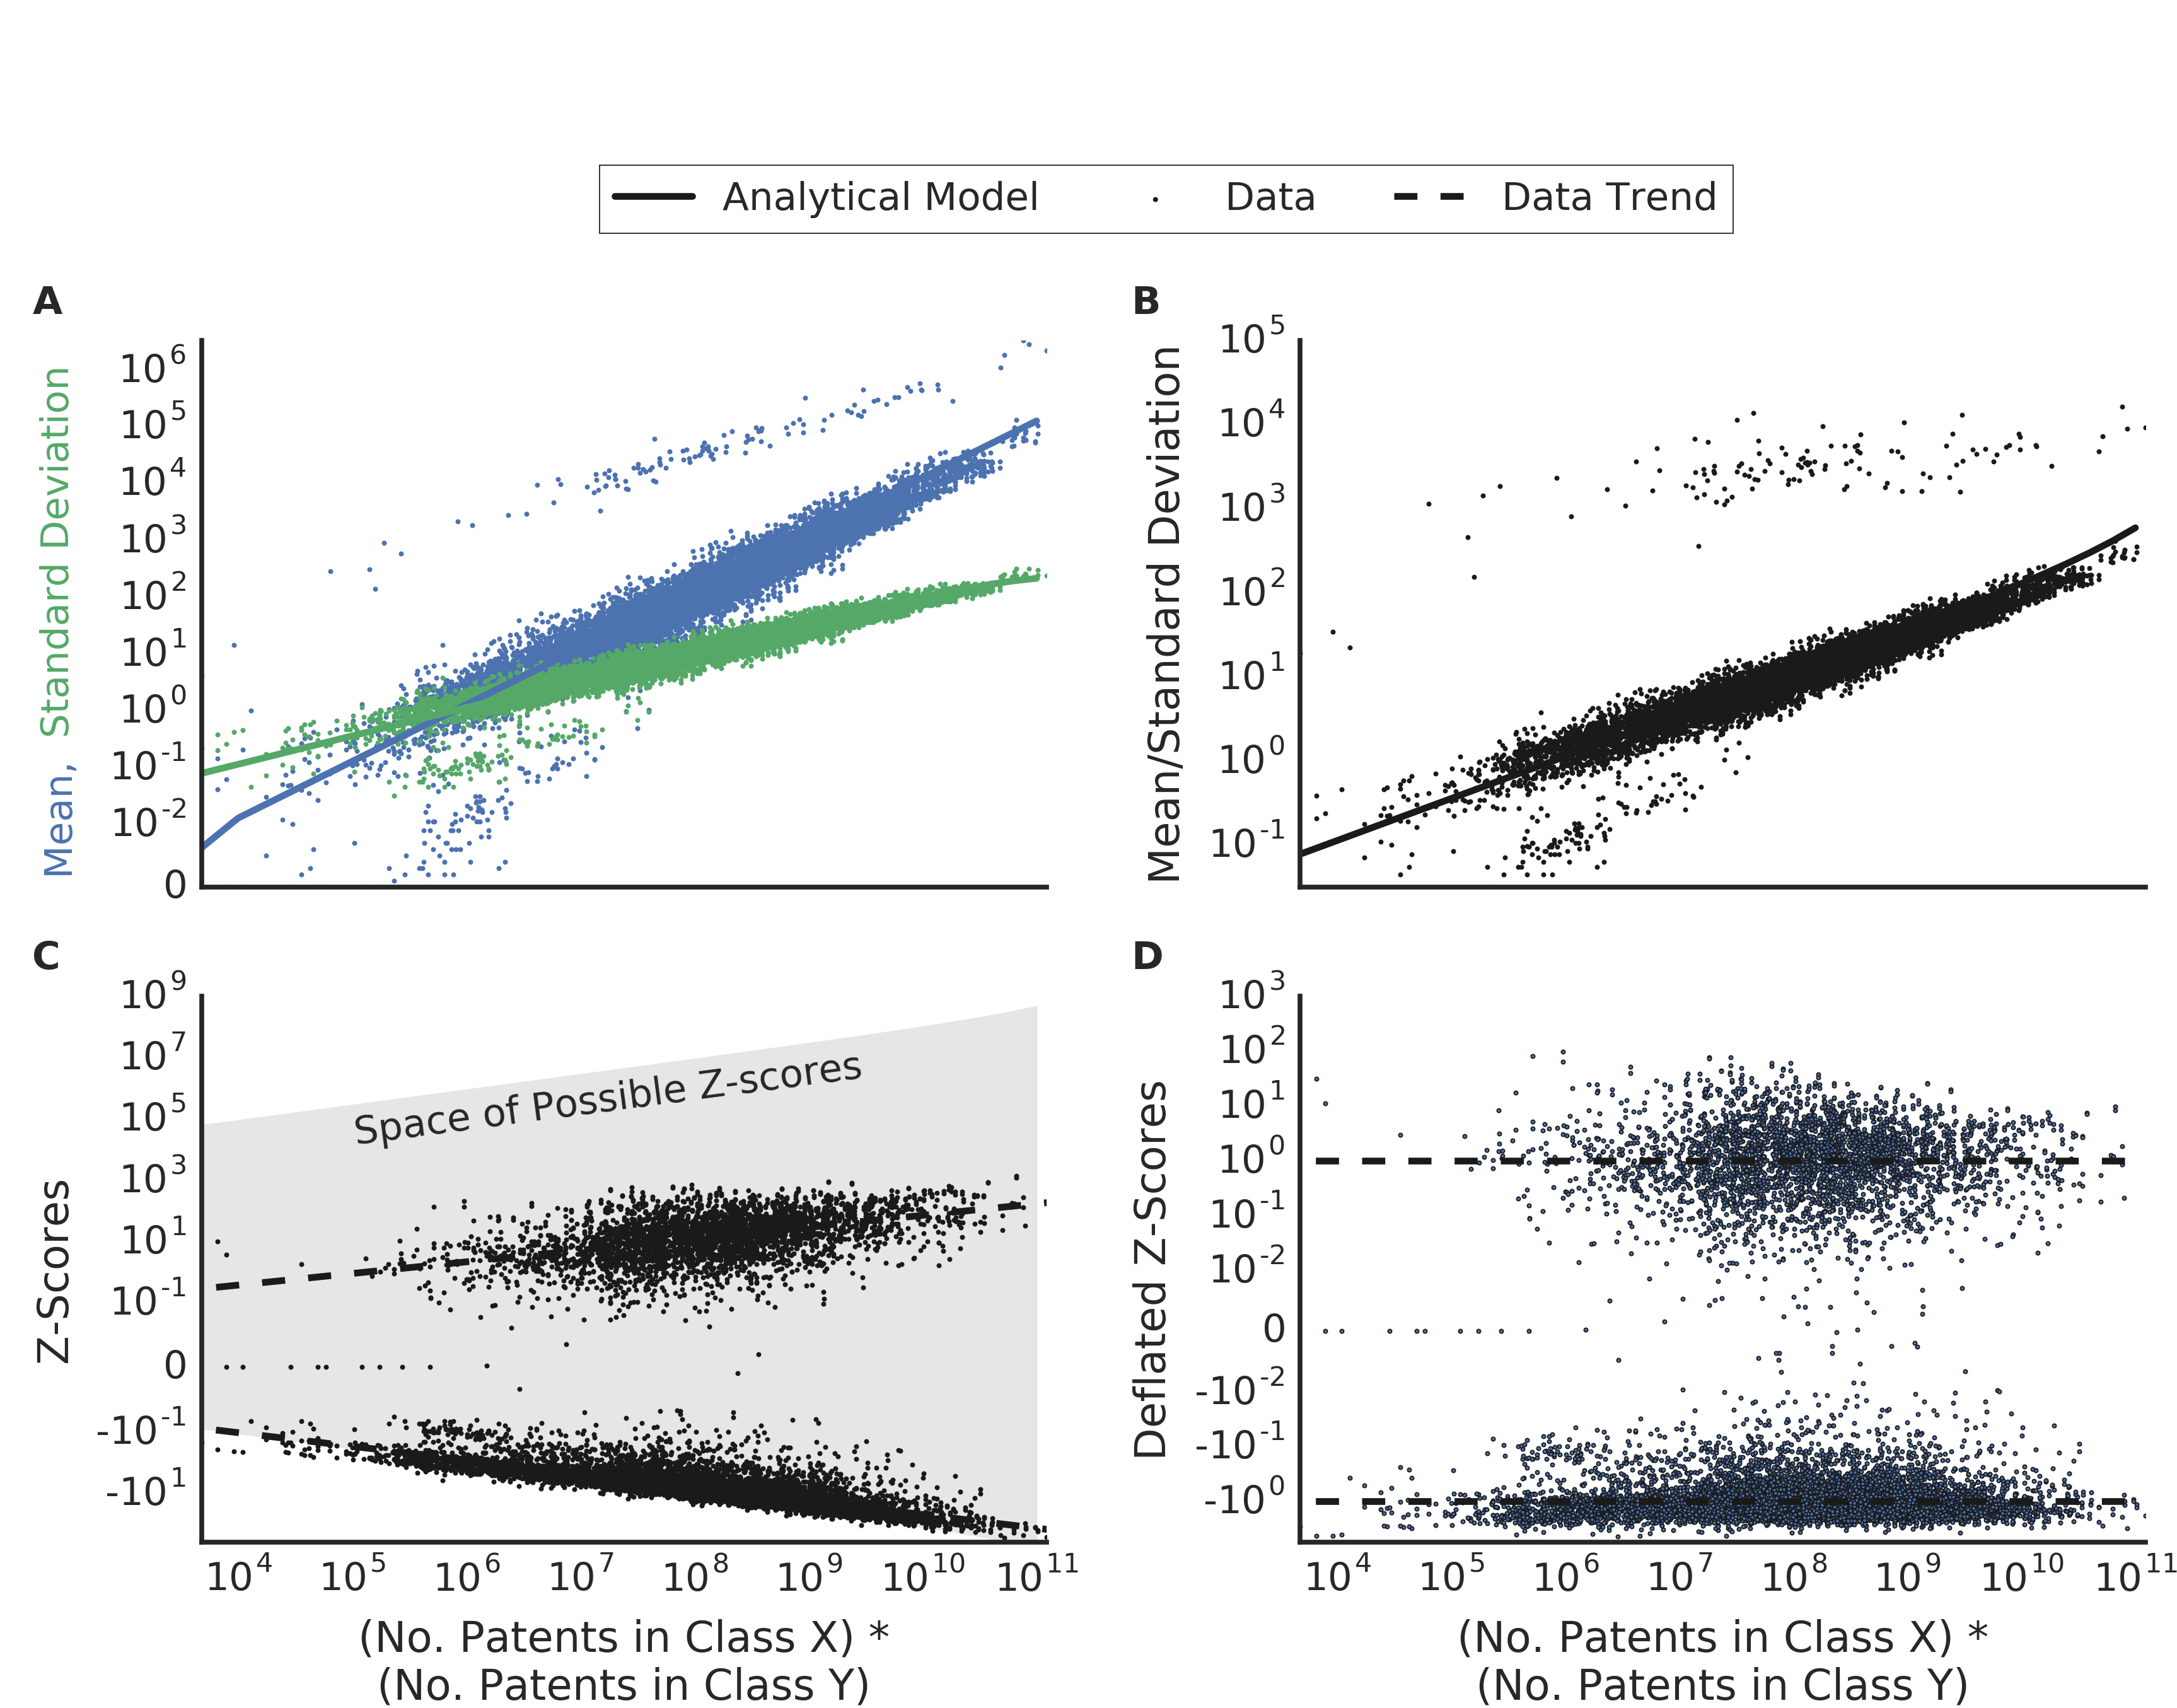 Analytical Model Data Data Trend
A
Mean, Standard Deviation
10^6
10^5
10^4
10^3
10^2
10^1
10^0
10^-1
10^-2
0
B
Mean/Standard Deviation
10^5
10^4
10^3
10^2
10^1
10^0
10^-1
C
Z-Scores
10^9
10^7
10^5
10^3
10^1
10^-1
0
-10^-1
-10^1
Space of Possible Z-scores
10^4 10^5 10^6 10^7 10^8 10^9 10^10 10^11
(No. Patents in Class X) *
(No. Patents in Class Y)
D
Deflated Z-Scores
10^3
10^2
10^1
10^0
10^-1
10^-2
0
-10^-2
-10^-1
-10^0
10^4 10^5 10^6 10^7 10^8 10^9 10^10 10^11
(No. Patents in Class X) *
(No. Patents in Class Y)